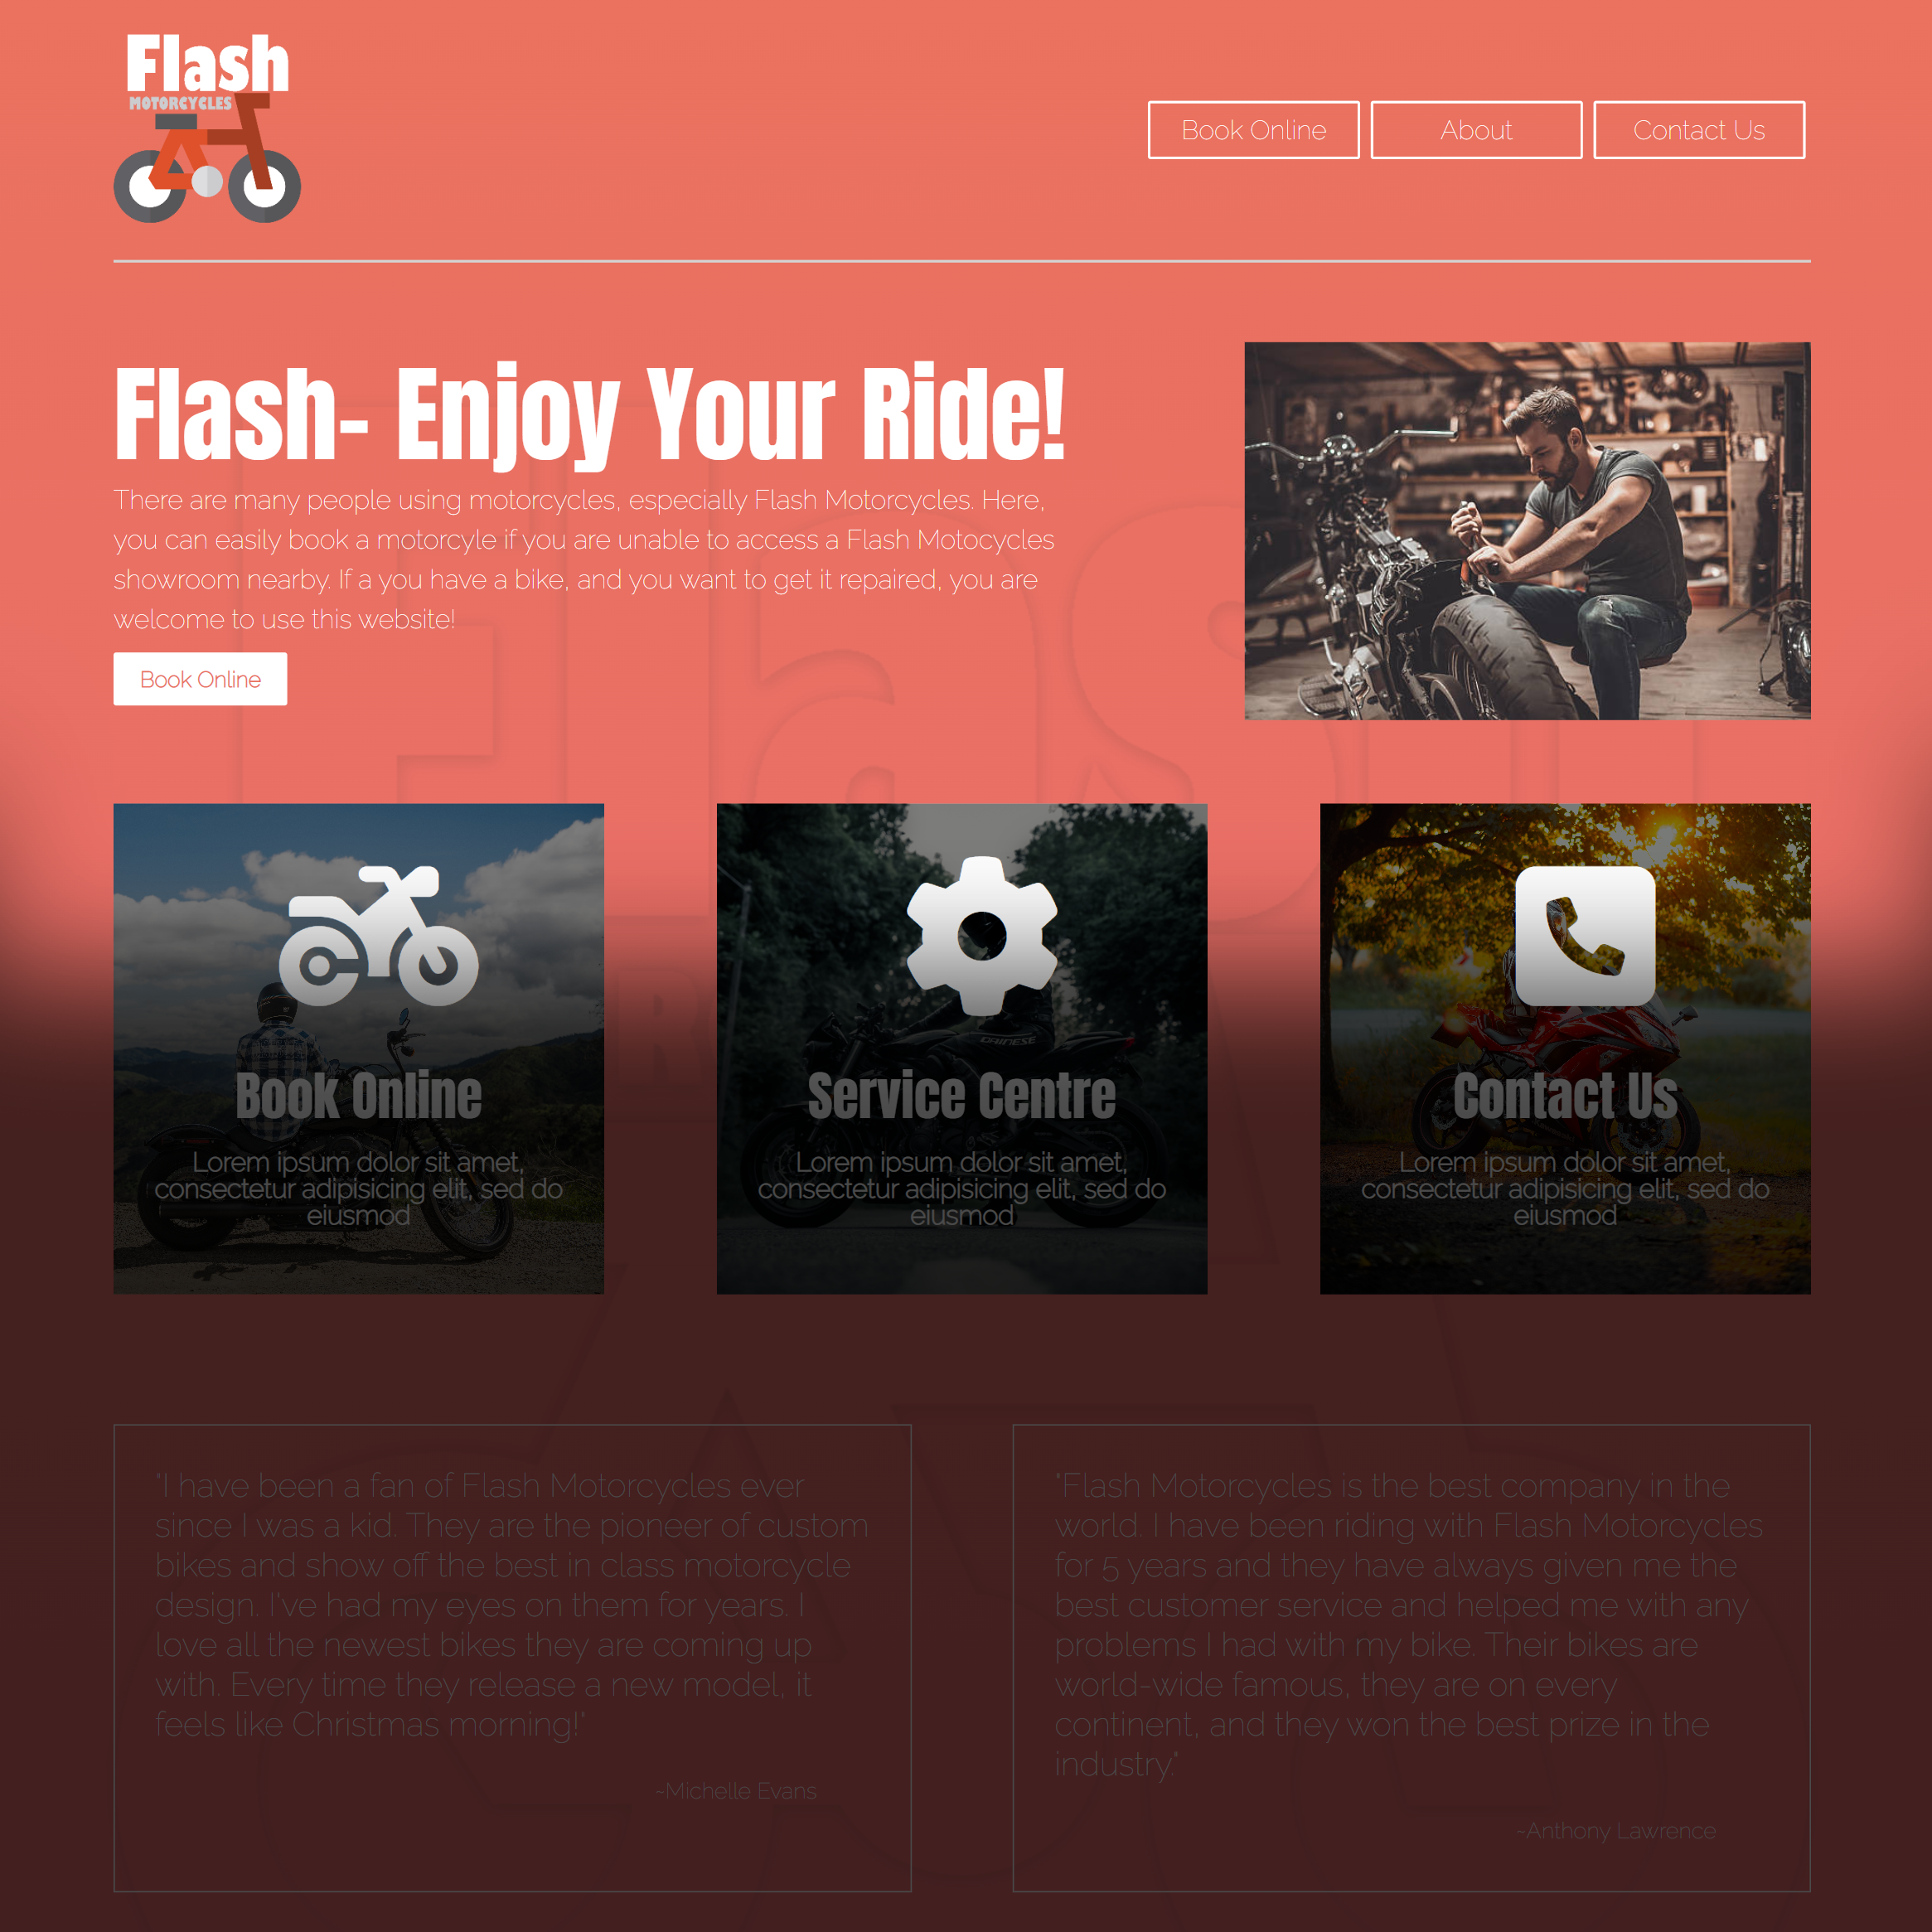 Flash
MOTORCYCLES
Book Online
About
Contact Us
Flash- Enjoy Your Ride!
There are many people using motorcycles, especially Flash Motorcycles. Here,
you can easily book a motorcyle if you are unable to access a Flash Motocycles
showroom nearby. If a you have a bike, and you want to get it repaired, you are
welcome to use this website!
Book Online
Book Online
Lorem ipsum dolor sit amet,
consectetur adipisicing elit, sed do
eiusmod
DAINESE
Service Centre
Lorem ipsum dolor sit amet,
consectetur adipisicing elit, sed do
eiusmod
Contact Us
Lorem ipsum dolor sit amet,
consectetur adipisicing elit, sed do
eiusmod
"I have been a fan of Flash Motorcycles ever
since I was a kid. They are the pioneer of custom
bikes and show off the best in class motorcycle
design. I've had my eyes on them for years. I
love all the newest bikes they are coming up
with. Every time they release a new model, it
feels like Christmas morning!"
~Michelle Evans
"Flash Motorcycles is the best company in the
world. I have been riding with Flash Motorcycles
for 5 years and they have always given me the
best customer service and helped me with any
problems I had with my bike. Their bikes are
world-wide famous, they are on every
continent, and they won the best prize in the
industry."
~Anthony Lawrence